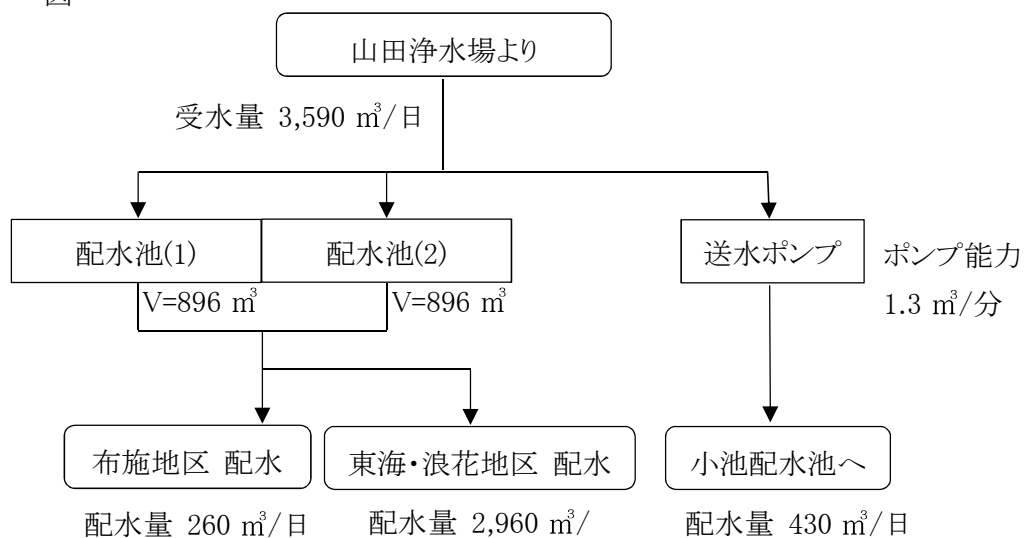 山田浄水場より
受水量 3,590 ㎥/日
配水池(1)
配水池(2)
送水ポンプ
ポンプ能力
1.3 ㎥/分
V=896 ㎥
V=896 ㎥
布施地区 配水
東海・浪花地区 配水
小池配水池へ
配水量 260 ㎥/日
配水量 2,960 ㎥/
配水量 430 ㎥/日